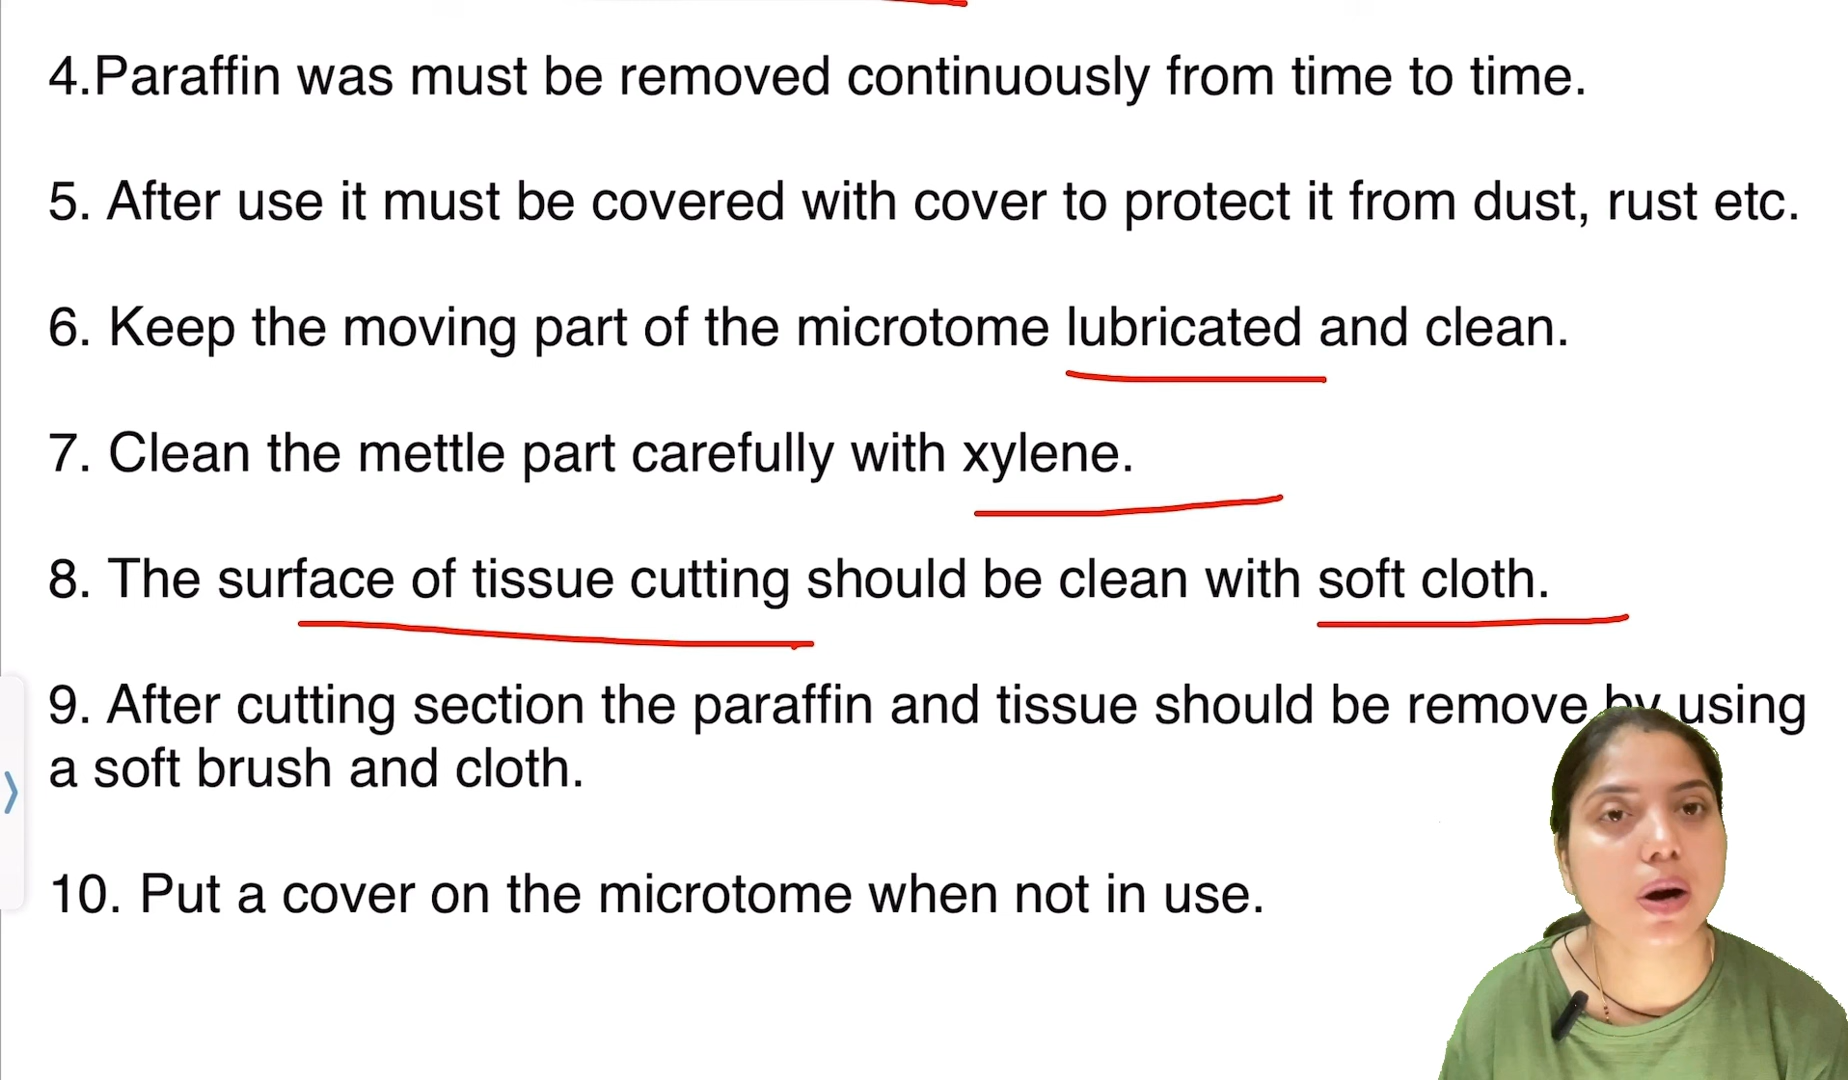 4.Paraffin was must be removed continuously from time to time.
5. After use it must be covered with cover to protect it from dust, rust etc.
6. Keep the moving part of the microtome lubricated and clean.
7. Clean the mettle part carefully with xylene.
8. The surface of tissue cutting should be clean with soft cloth.
9. After cutting section the paraffin and tissue should be remove by using
a soft brush and cloth.
10. Put a cover on the microtome when not in use.